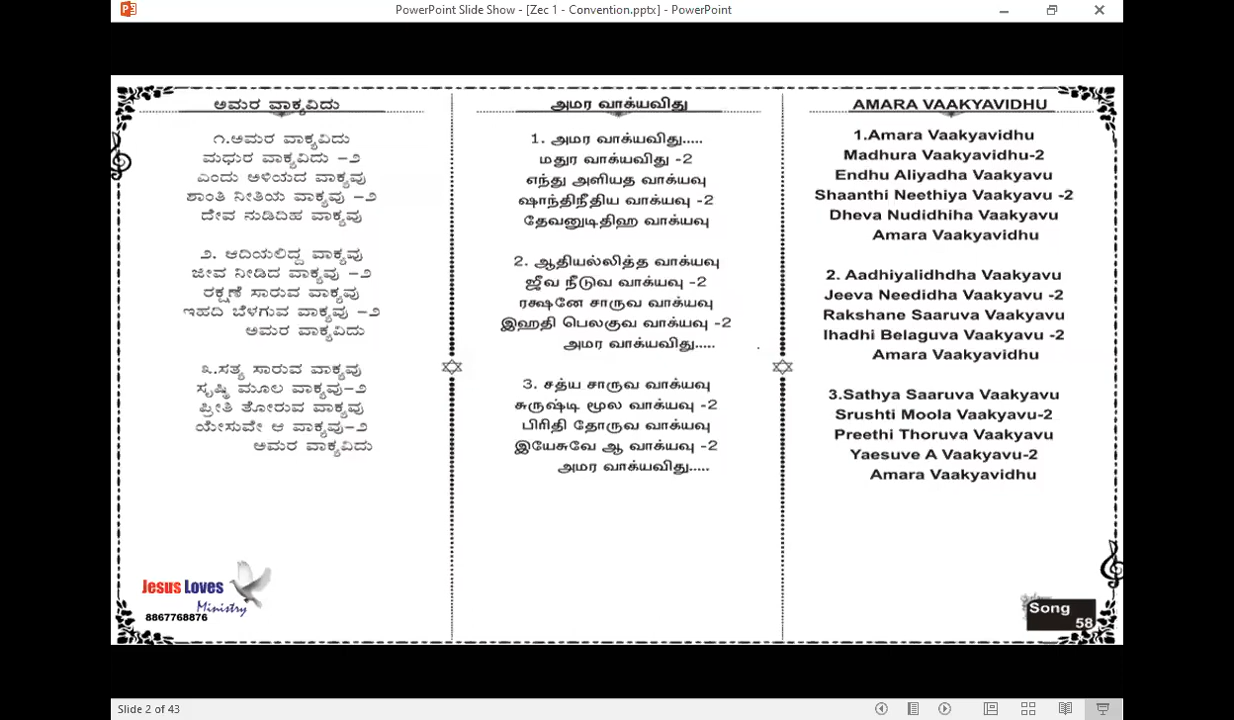 PowerPoint Slide Show - [Zec 1 - Convention.pptx] - PowerPoint
ಅಮರ ವಾಕ್ಯವಿದು
೧.ಅಮರ ವಾಕ್ಯವಿದು
ಮಧುರ ವಾಕ್ಯವಿದು –೨
ಎಂದು ಅಳಿಯದ ವಾಕ್ಯವು
ಶಾಂತಿ ನೀತಿಯ ವಾಕ್ಯವು –೨
ದೇವ ನುಡಿದಿಹ ವಾಕ್ಯವು
೨. ಆದಿಯಲಿದ್ದ ವಾಕ್ಯವು
ಜೀವ ನೀಡಿದ ವಾಕ್ಯವು –೨
ರಕ್ಷಣೆ ಸಾರುವ ವಾಕ್ಯವು
ಇಹದಿ ಬೆಳಗುವ ವಾಕ್ಯವು –೨
ಅಮರ ವಾಕ್ಯವಿದು
೩.ಸತ್ಯ ಸಾರುವ ವಾಕ್ಯವು
ಸೃಷ್ಠಿ ಮೂಲ ವಾಕ್ಯವು–೨
ಪ್ರೀತಿ ತೋರುವ ವಾಕ್ಯವು
ಯೇಸುವೇ ಆ ವಾಕ್ಯವು–೨
ಅಮರ ವಾಕ್ಯವಿದು
அமர வாக்யவிது
1. அமர வாக்யவிது.....
மதுர வாக்யவிது -2
எந்து அளியத வாக்யவு
ஷாந்திநீதிய வாக்யவு -2
தேவனுடிதிஹ வாக்யவு
2. ஆதியல்லித்த வாக்யவு
ஜீவ நீடுவ வாக்யவு -2
ரக்ஷனே சாருவ வாக்யவு
இஹதி பெலகுவ வாக்யவு -2
அமர வாக்யவிது.....
3. சத்ய சாருவ வாக்யவு
சுருஷ்டி மூல வாக்யவு -2
பிரிதி தோருவ வாக்யவு
இயேசுவே ஆ வாக்யவு -2
அமர வாக்யவிது.....
AMARA VAAKYAVIDHU
1.Amara Vaakyavidhu
Madhura Vaakyavidhu-2
Endhu Aliyadha Vaakyavu
Shaanthi Neethiya Vaakyavu -2
Dheva Nudidhiha Vaakyavu
Amara Vaakyavidhu
2. Aadhiyalidhdha Vaakyavu
Jeeva Needidha Vaakyavu -2
Rakshane Saaruva Vaakyavu
Ihadhi Belaguva Vaakyavu -2
Amara Vaakyavidhu
3.Sathya Saaruva Vaakyavu
Srushti Moola Vaakyavu-2
Preethi Thoruva Vaakyavu
Yaesuve A Vaakyavu-2
Amara Vaakyavidhu
Jesus Loves
Ministry
8867768876
Song
58
Slide 2 of 43